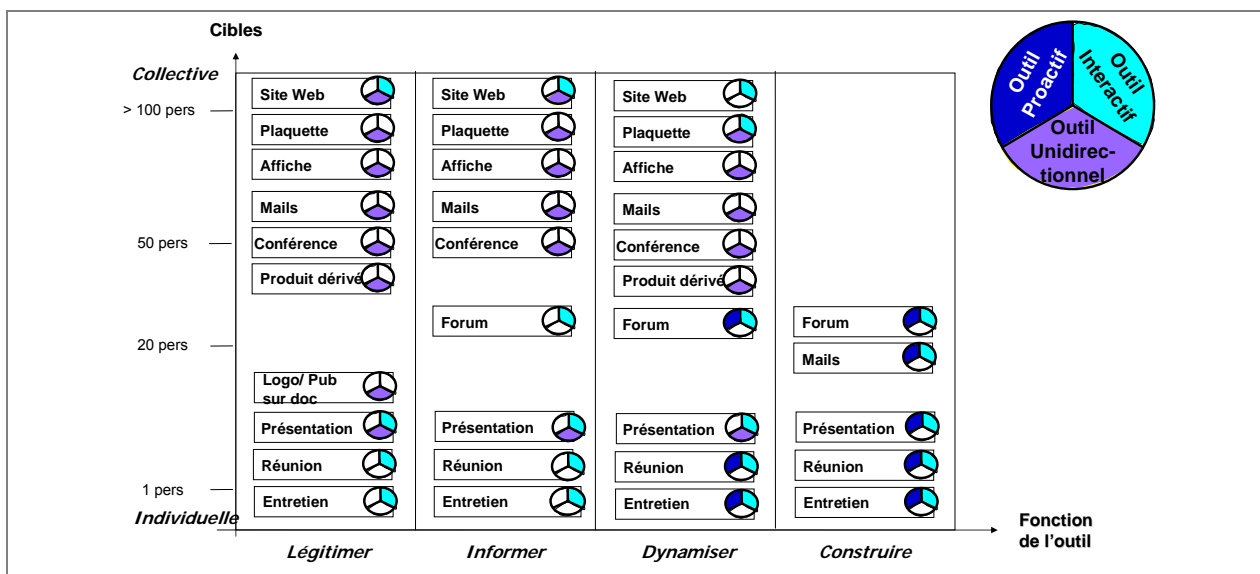 Cibles
Collective
> 100 pers
50 pers
20 pers
1 pers
Individuelle
Site Web
Plaquette
Affiche
Mails
Conférence
Produit dérivé
Logo/ Pub
sur doc
Présentation
Réunion
Entretien
Légitimer
Site Web
Plaquette
Affiche
Mails
Conférence
Forum
Présentation
Réunion
Entretien
Informer
Site Web
Plaquette
Affiche
Mails
Conférence
Produit dérivé
Forum
Présentation
Réunion
Entretien
Dynamiser
Forum
Mails
Présentation
Réunion
Entretien
Construire
Fonction
de l'outil
Outil
Proactif
Outil
Interactif
Outil
Unidirec-
ctionnel